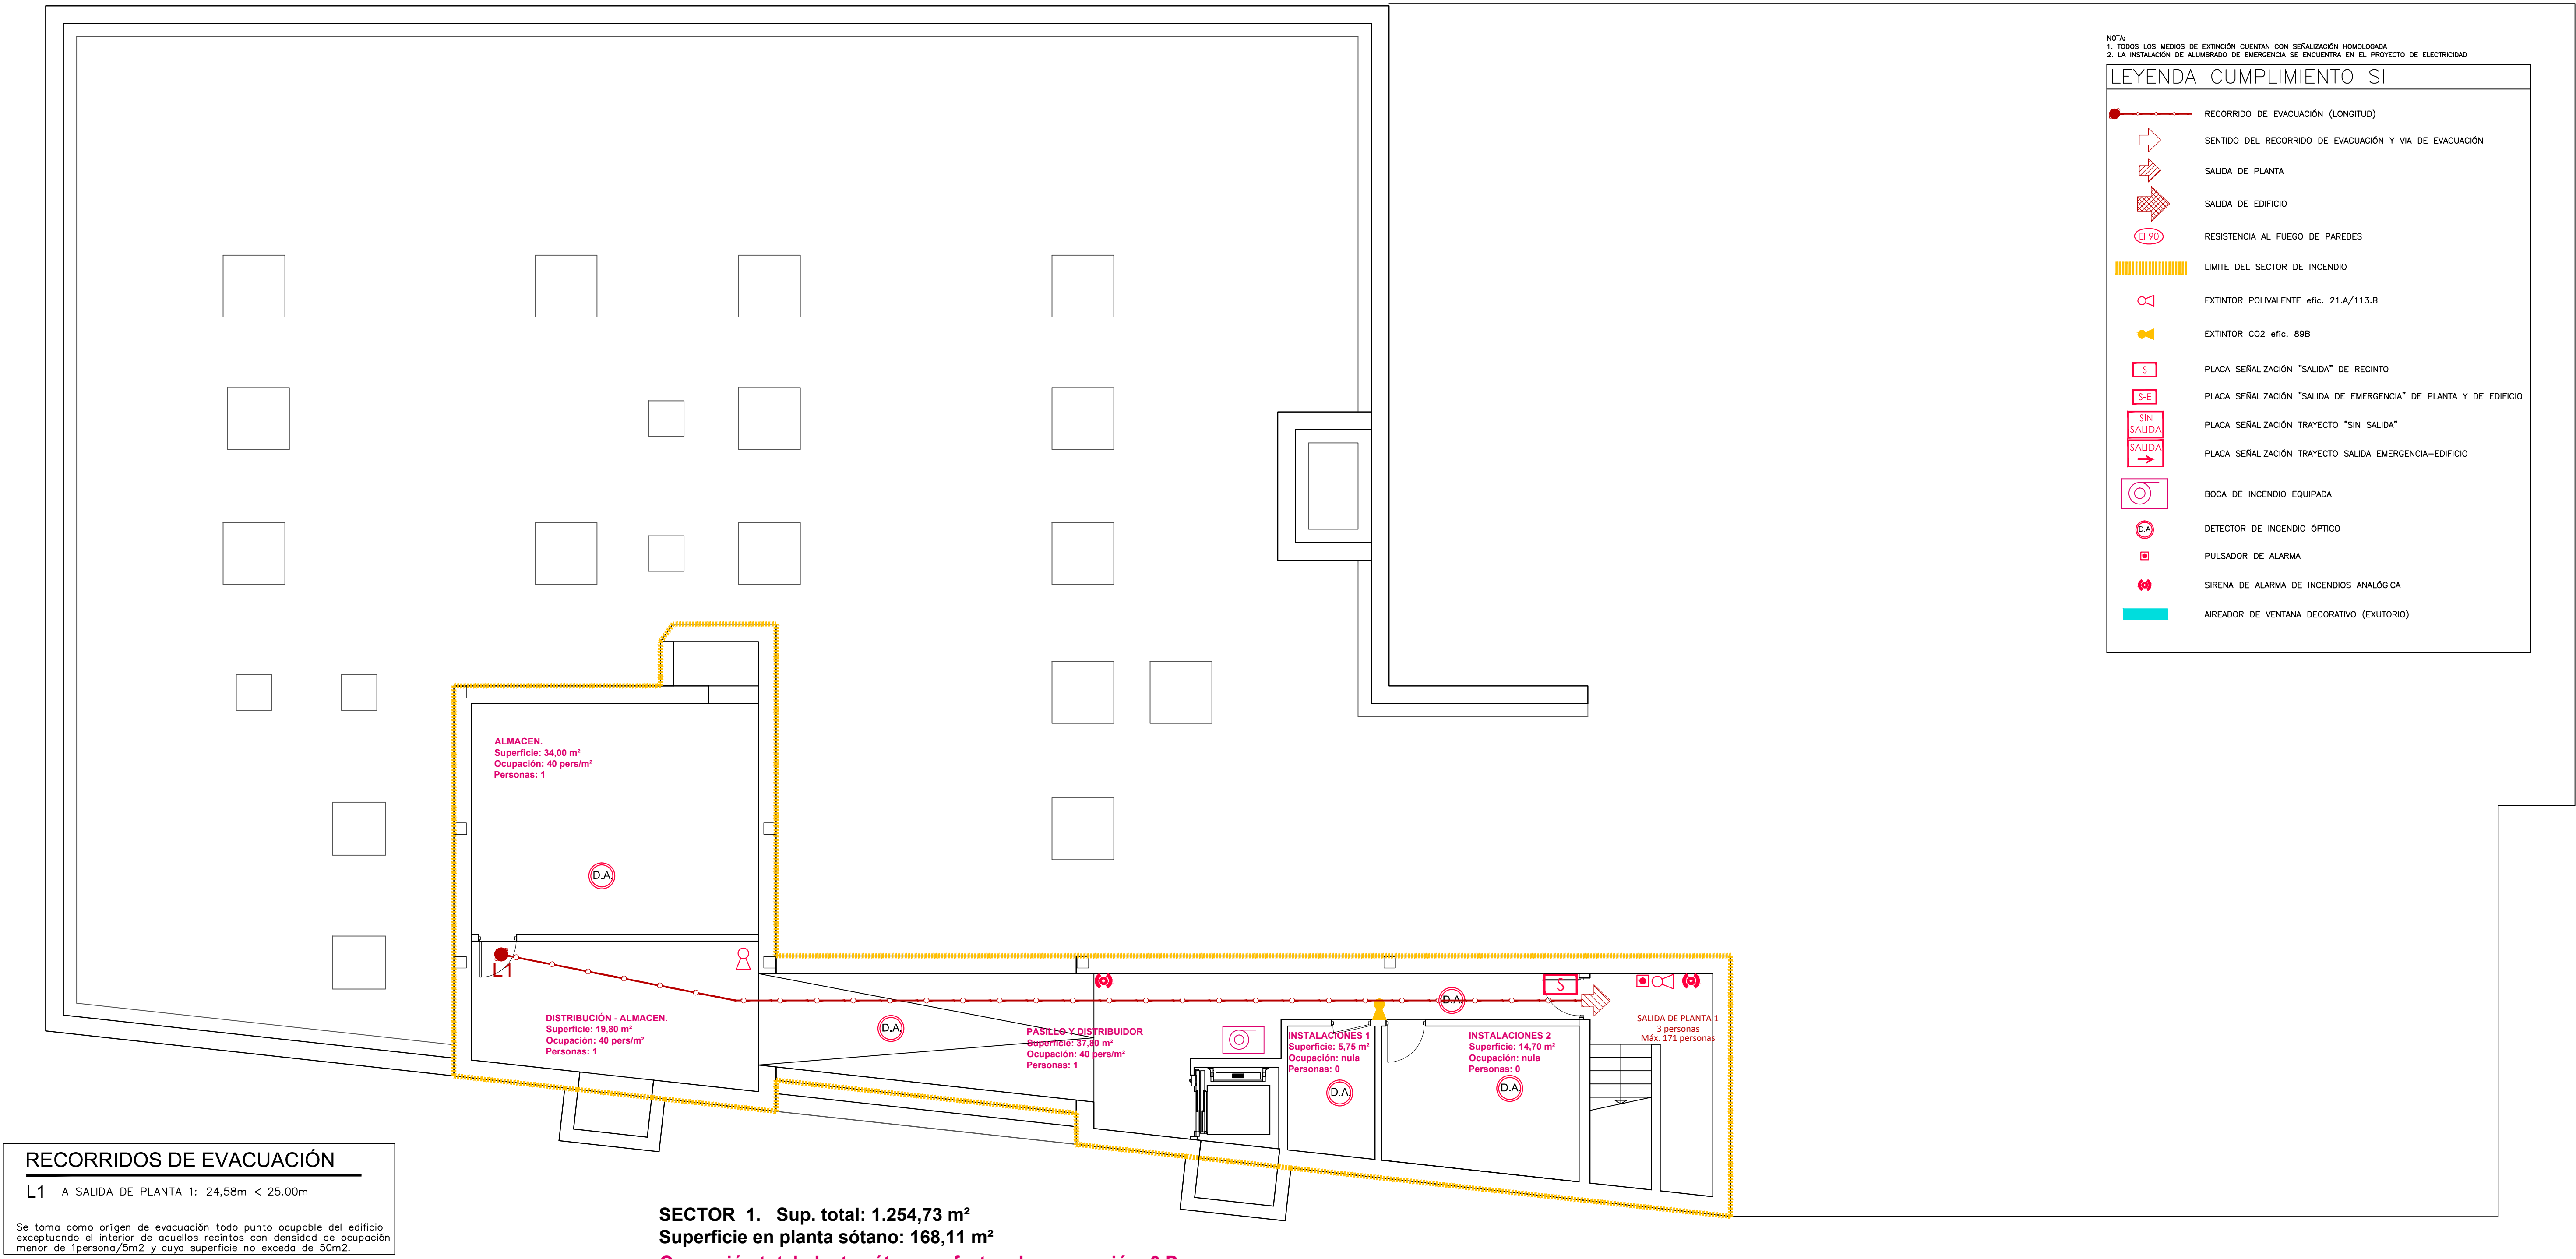 NOTA:
1. TODOS LOS MEDIOS DE EXTINCIÓN CUENTAN CON SEÑALIZACIÓN HOMOLOGADA
2. LA INSTALACIÓN DE ALUMBRADO DE EMERGENCIA SE ENCUENTRA EN EL PROYECTO DE ELECTRICIDAD
LEYENDA CUMPLIMIENTO SI
RECORRIDO DE EVACUACIÓN (LONGITUD)
SENTIDO DEL RECORRIDO DE EVACUACIÓN Y VIA DE EVACUACIÓN
SALIDA DE PLANTA
SALIDA DE EDIFICIO
EI 90
RESISTENCIA AL FUEGO DE PAREDES
LIMITE DEL SECTOR DE INCENDIO
EXTINTOR POLIVALENTE efic. 21.A/113.B
EXTINTOR CO2 efic. 89B
S
PLACA SEÑALIZACIÓN "SALIDA" DE RECINTO
S-E
PLACA SEÑALIZACIÓN "SALIDA DE EMERGENCIA" DE PLANTA Y DE EDIFICIO
SIN
SALIDA
PLACA SEÑALIZACIÓN TRAYECTO "SIN SALIDA"
SALIDA
PLACA SEÑALIZACIÓN TRAYECTO SALIDA EMERGENCIA-EDIFICIO
BOCA DE INCENDIO EQUIPADA
D.A.
DETECTOR DE INCENDIO ÓPTICO
PULSADOR DE ALARMA
SIRENA DE ALARMA DE INCENDIOS ANALÓGICA
AIREADOR DE VENTANA DECORATIVO (EXUTORIO)
ALMACEN.
Superficie: 34,00 m²
Ocupación: 40 pers/m²
Personas: 1
D.A.
L1
DISTRIBUCIÓN - ALMACEN.
Superficie: 19,80 m²
Ocupación: 40 pers/m²
Personas: 1
D.A.
PASILLO Y DISTRIBUIDOR
Superficie: 37,80 m²
Ocupación: 40 pers/m²
Personas: 1
INSTALACIONES 1
Superficie: 5,75 m²
Ocupación: nula
Personas: 0
D.A.
D.A.
INSTALACIONES 2
Superficie: 14,70 m²
Ocupación: nula
Personas: 0
D.A.
S
SALIDA DE PLANTA 1
3 personas
Máx. 171 personas
RECORRIDOS DE EVACUACIÓN
L1 A SALIDA DE PLANTA 1: 24,58m < 25.00m
Se toma como orígen de evacuación todo punto ocupable del edificio
exceptuando el interior de aquellos recintos con densidad de ocupación
menor de 1persona/5m2 y cuya superficie no exceda de 50m2.
SECTOR 1. Sup. total: 1.254,73 m²
Superficie en planta sótano: 168,11 m²